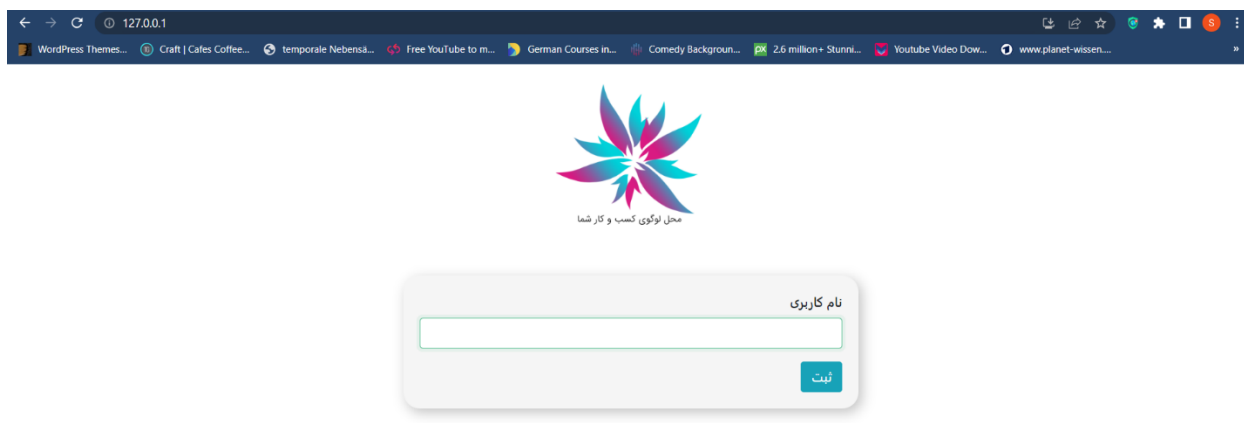 127.0.0.1
WordPress Themes... Craft | Cafes Coffee... temporale Nebensä... Free YouTube to m... German Courses in... Comedy Backgroun... 2.6 million+ Stunni... Youtube Video Dow... www.planet-wissen.... »
محل لوگوی کسب و کار شما
نام کاربری
ثبت